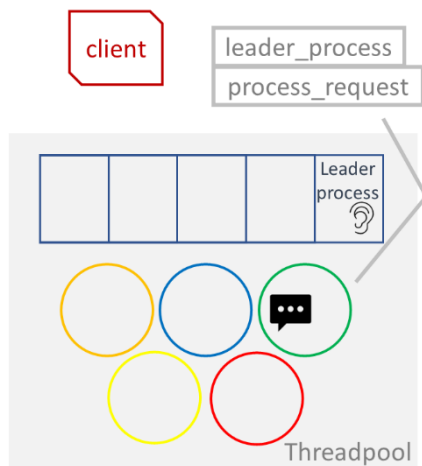 client
leader_process
process_request
Leader
process
Threadpool